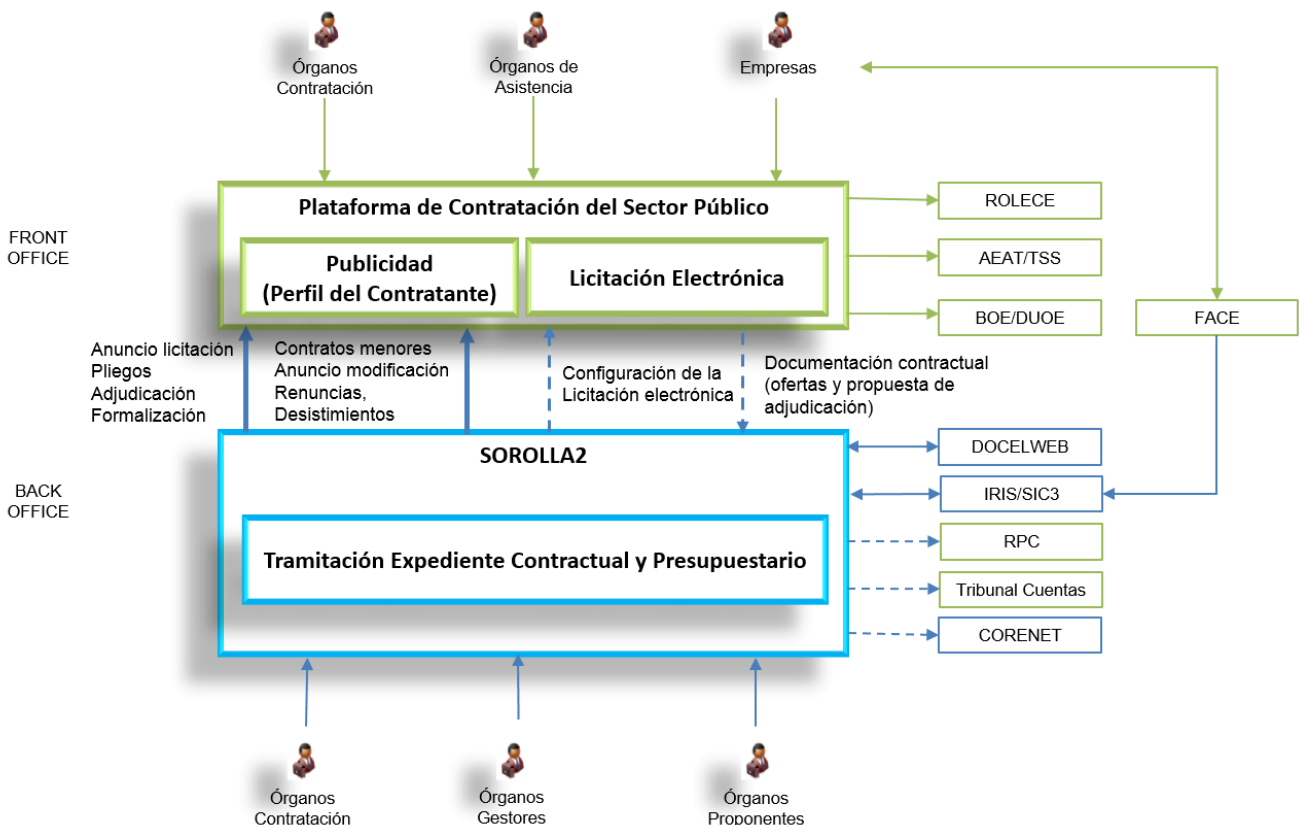 Órganos
Contratación
Órganos de
Asistencia
Empresas
FRONT
OFFICE
Plataforma de Contratación del Sector Público
Publicidad
(Perfil del Contratante)
Licitación Electrónica
ROLECE
AEAT/TSS
BOE/DUOE
FACE
Anuncio licitación
Pliegos
Adjudicación
Formalización
Contratos menores
Anuncio modificación
Renuncias,
Desistimientos
Configuración de la
Licitación electrónica
Documentación contractual
(ofertas y propuesta de
adjudicación)
BACK
OFFICE
SOROLLA2
Tramitación Expediente Contractual y Presupuestario
DOCELWEB
IRIS/SIC3
RPC
Tribunal Cuentas
CORENET
Órganos
Contratación
Órganos
Gestores
Órganos
Proponentes